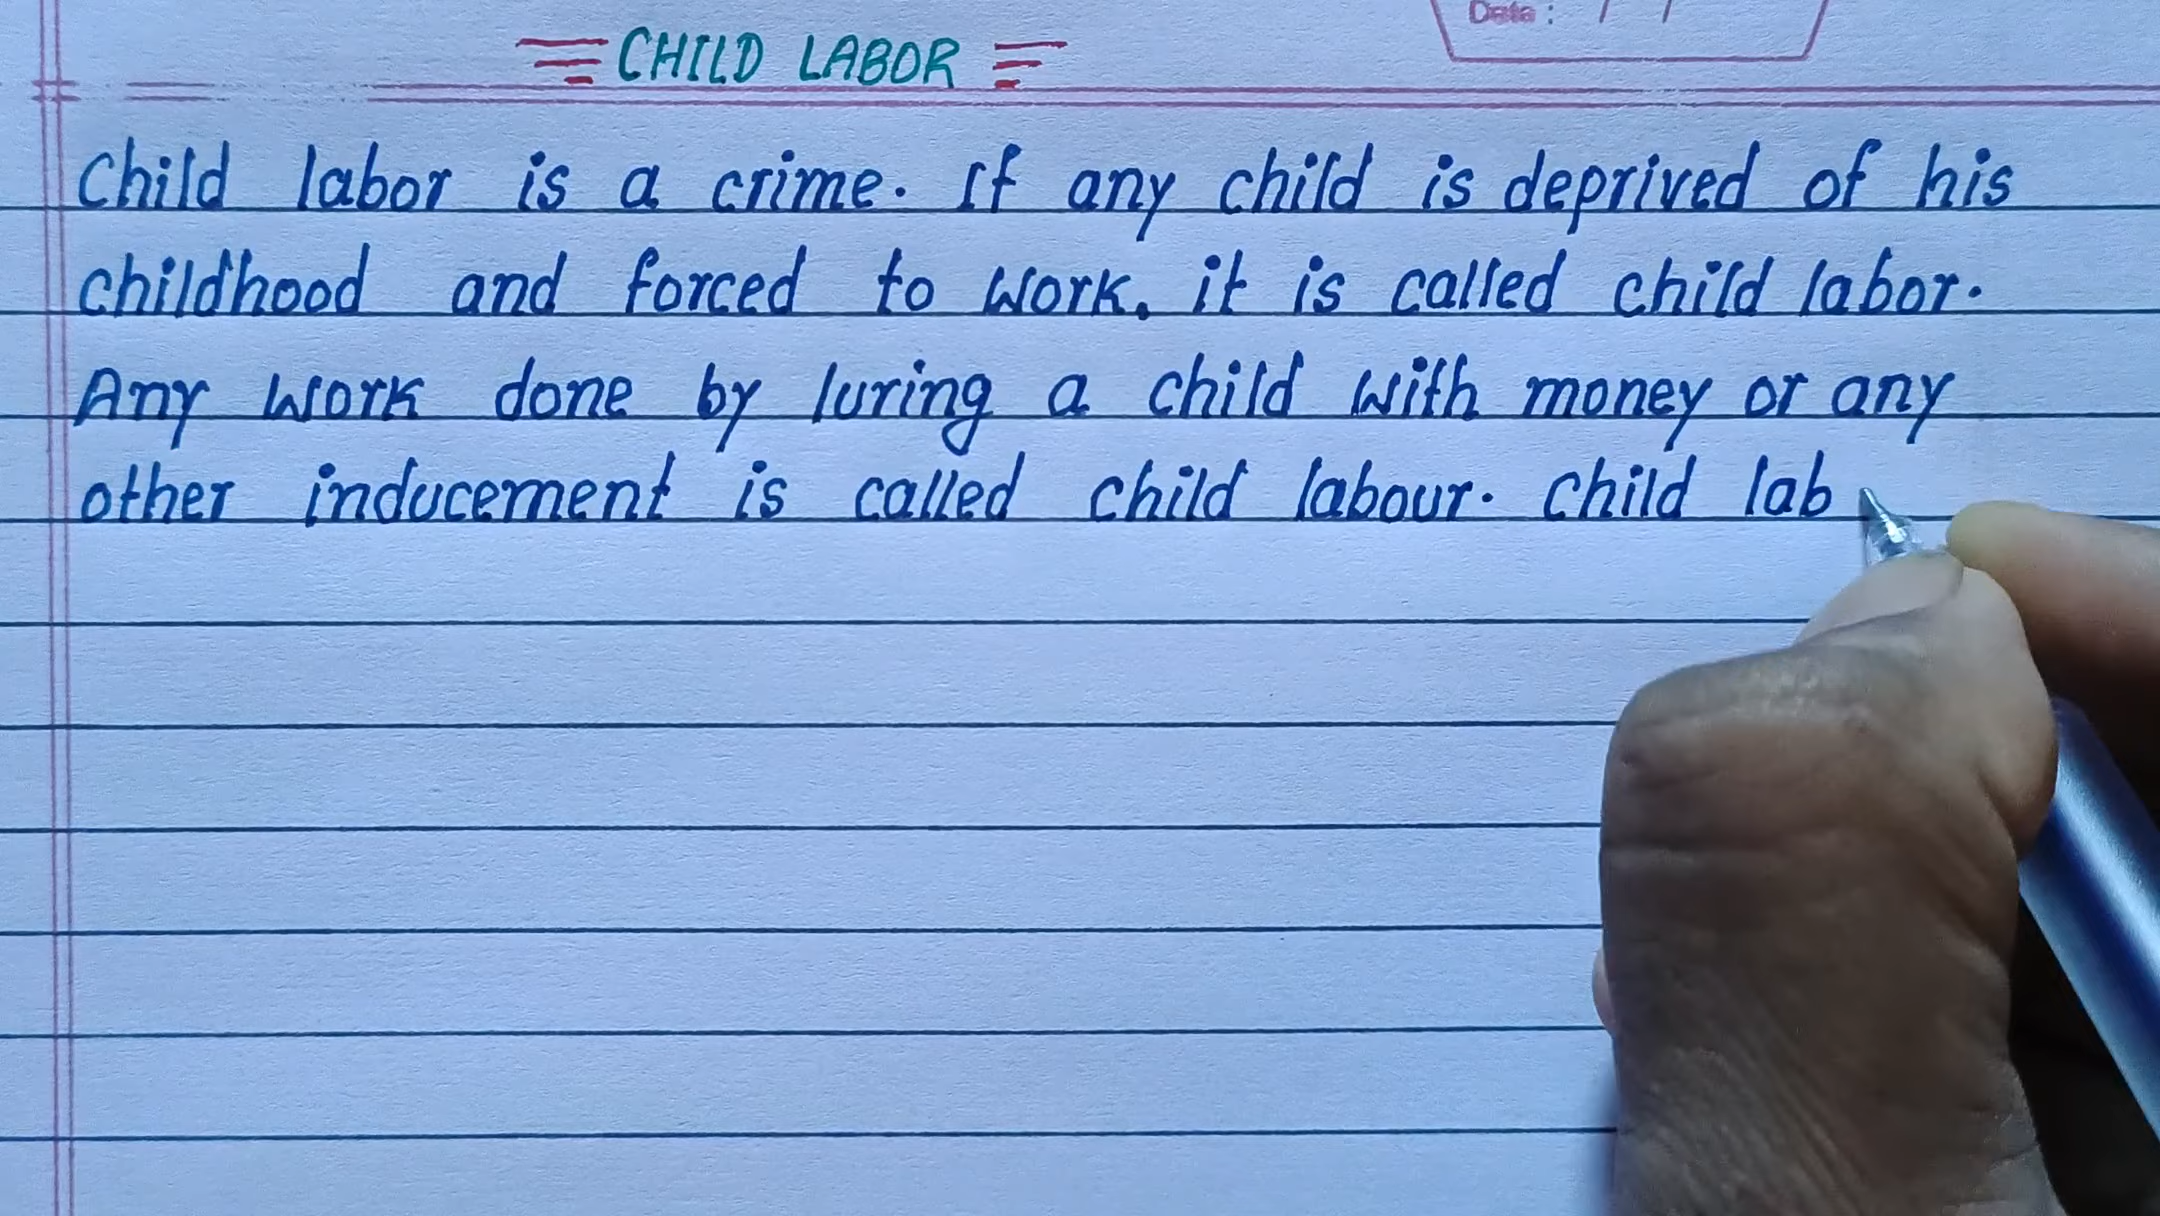 Date : / /
CHILD LABOR
Child labor is a crime. If any child is deprived of his
childhood and forced to work, it is called child labor.
Any work done by luring a child with money or any
other inducement is called child labour. Child lab